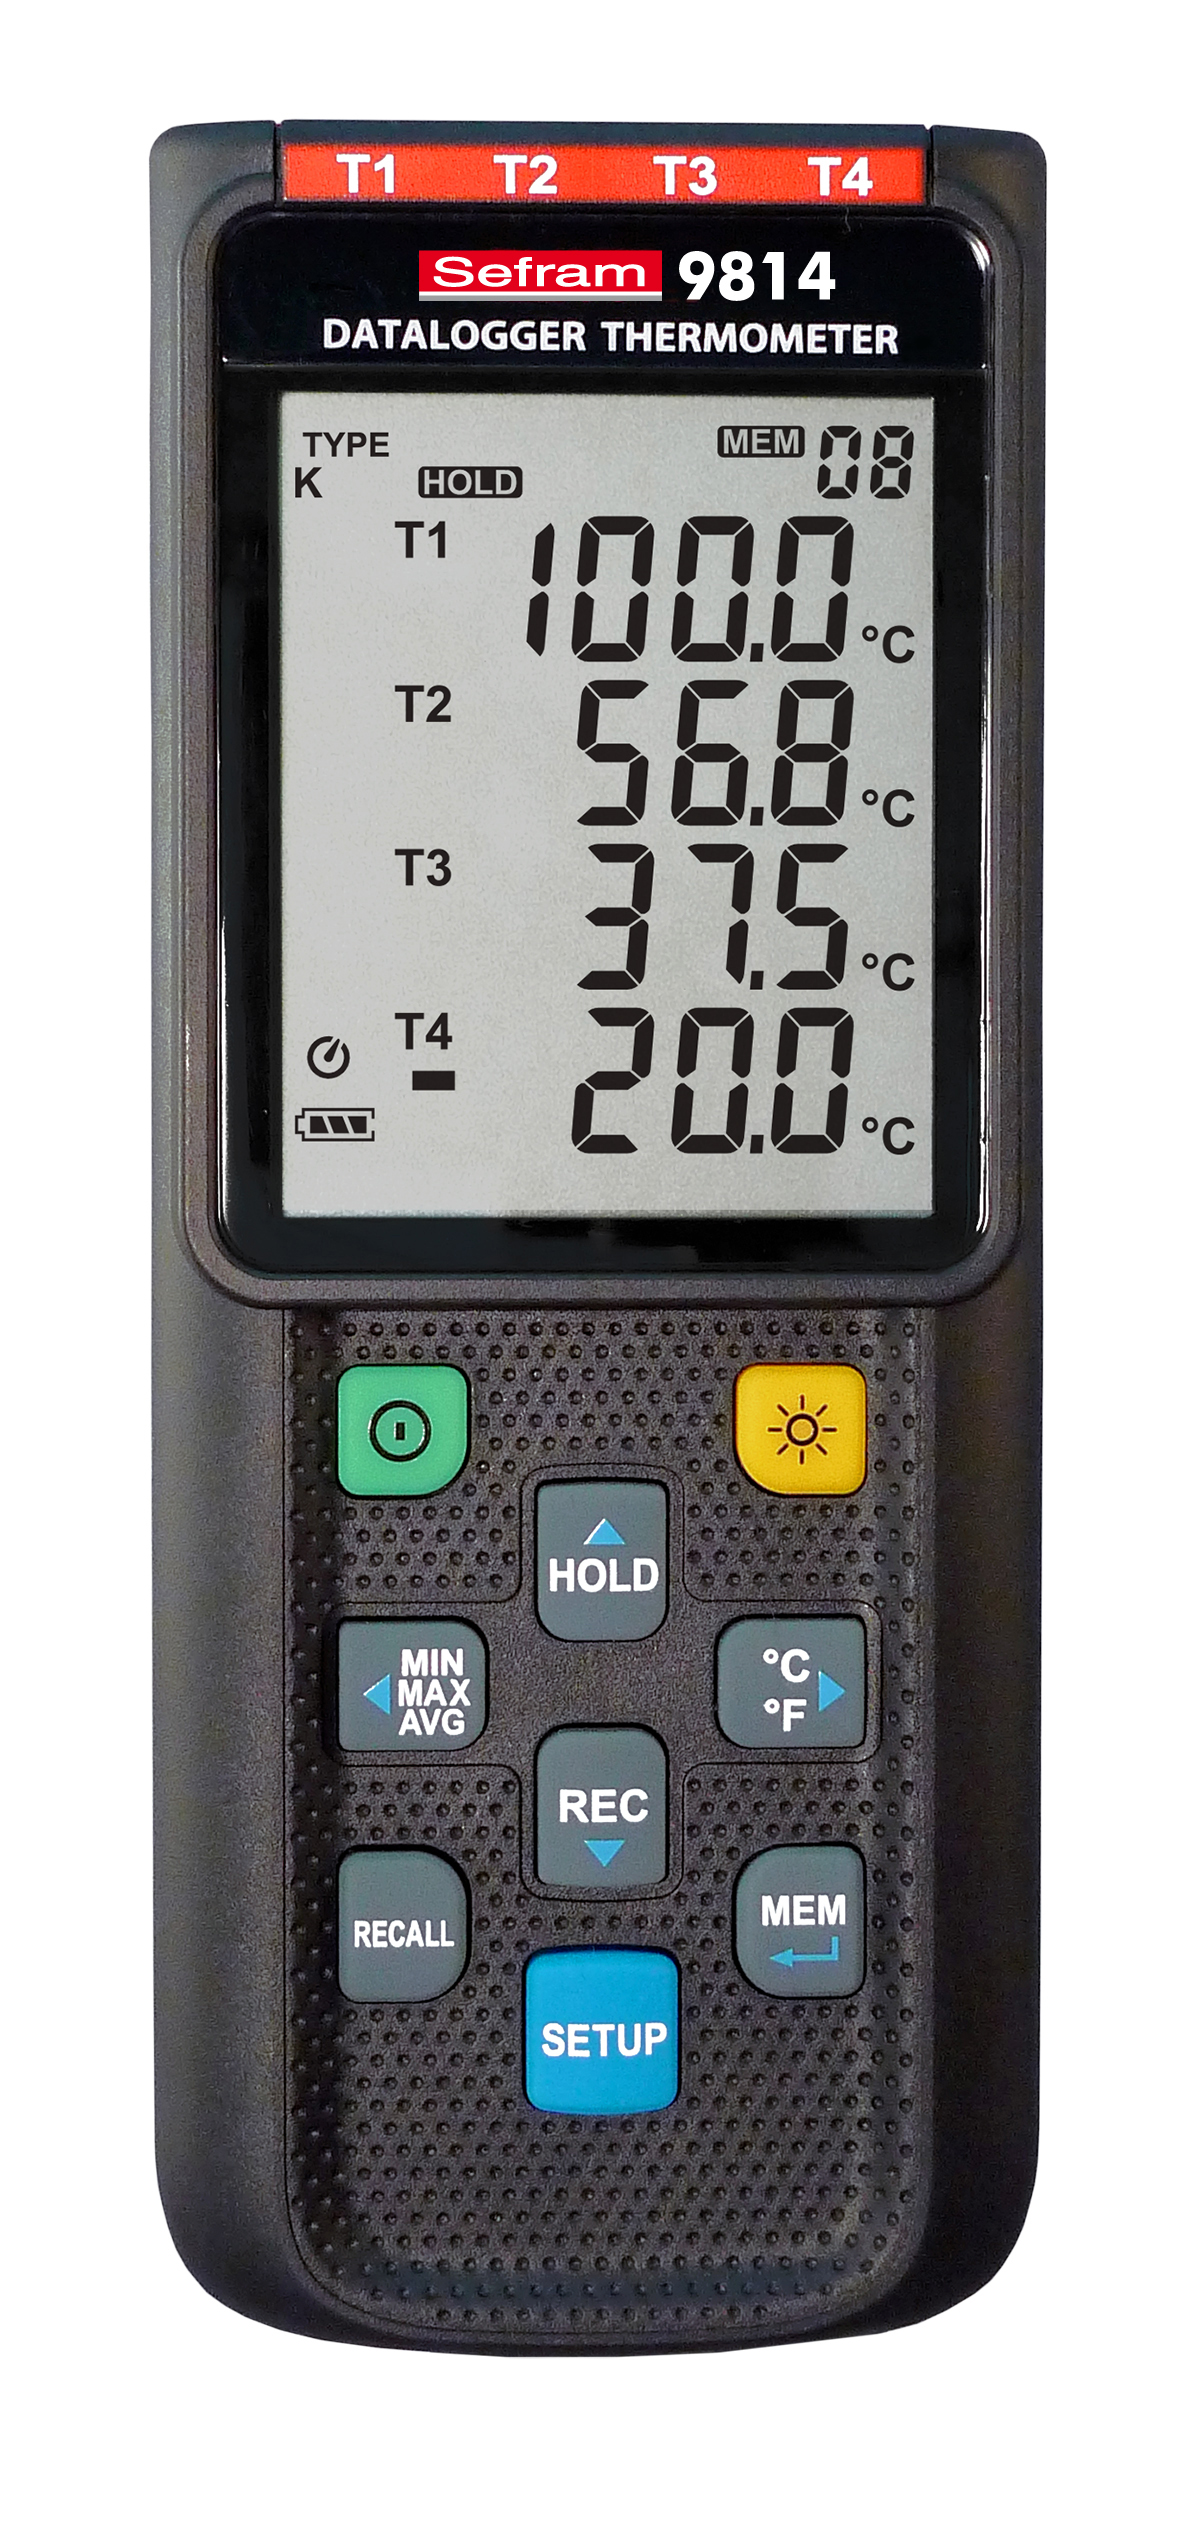 T1 T2 T3 T4
Sefram 9814
DATALOGGER THERMOMETER
TYPE MEM 08
K HOLD
T1 100.0 °C
T2 56.8 °C
T3 37.5 °C
T4 -20.0 °C
HOLD
MIN
MAX
AVG
°C
°F
REC
RECALL
MEM
SETUP